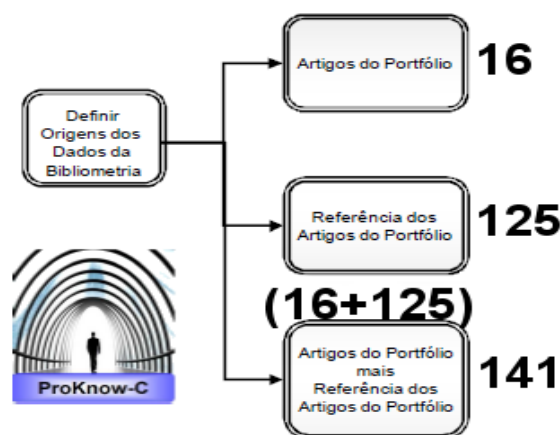 Definir
Origens dos
Dados da
Bibliometria
Artigos do Portfólio
16
Referência dos
Artigos do Portfólio
125
(16+125)
Artigos do Portfólio
mais
Referência dos
Artigos do Portfólio
141
ProKnow-C